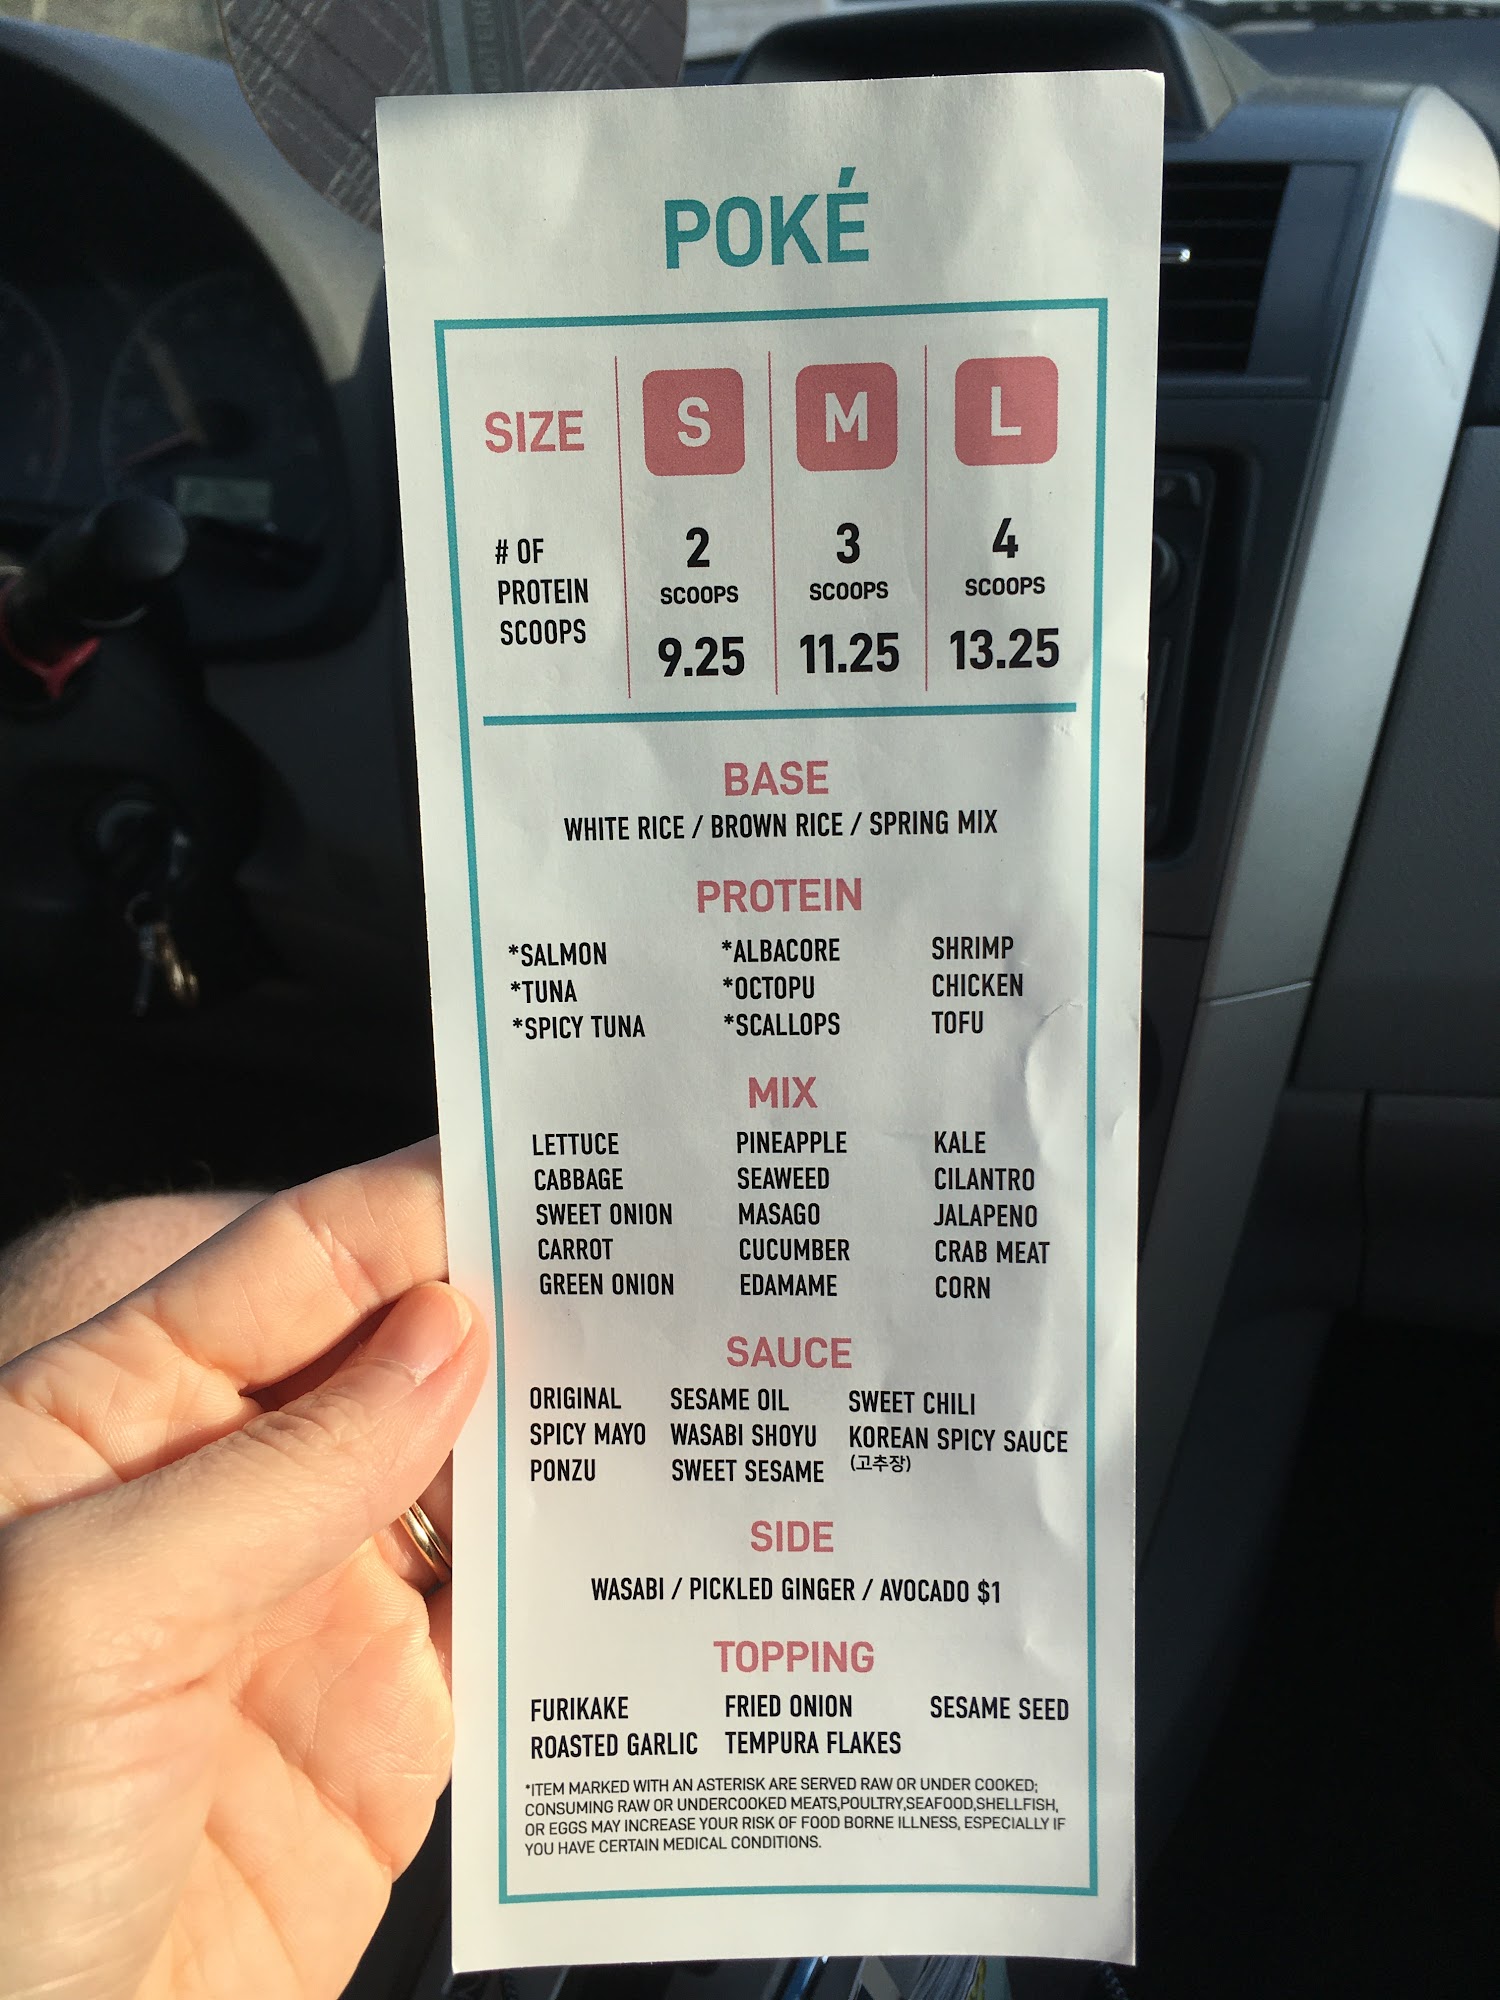 POKÉ
SIZE S M L
# OF PROTEIN SCOOPS
2 SCOOPS 3 SCOOPS 4 SCOOPS
9.25 11.25 13.25
BASE
WHITE RICE / BROWN RICE / SPRING MIX
PROTEIN
*SALMON *ALBACORE SHRIMP
*TUNA *OCTOPU CHICKEN
*SPICY TUNA *SCALLOPS TOFU
MIX
LETTUCE PINEAPPLE KALE
CABBAGE SEAWEED CILANTRO
SWEET ONION MASAGO JALAPENO
CARROT CUCUMBER CRAB MEAT
GREEN ONION EDAMAME CORN
SAUCE
ORIGINAL SESAME OIL SWEET CHILI
SPICY MAYO WASABI SHOYU KOREAN SPICY SAUCE
PONZU SWEET SESAME (고추장)
SIDE
WASABI / PICKLED GINGER / AVOCADO $1
TOPPING
FURIKAKE FRIED ONION SESAME SEED
ROASTED GARLIC TEMPURA FLAKES
*ITEM MARKED WITH AN ASTERISK ARE SERVED RAW OR UNDER COOKED;
CONSUMING RAW OR UNDERCOOKED MEATS,POULTRY,SEAFOOD,SHELLFISH,
OR EGGS MAY INCREASE YOUR RISK OF FOOD BORNE ILLNESS, ESPECIALLY IF
YOU HAVE CERTAIN MEDICAL CONDITIONS.